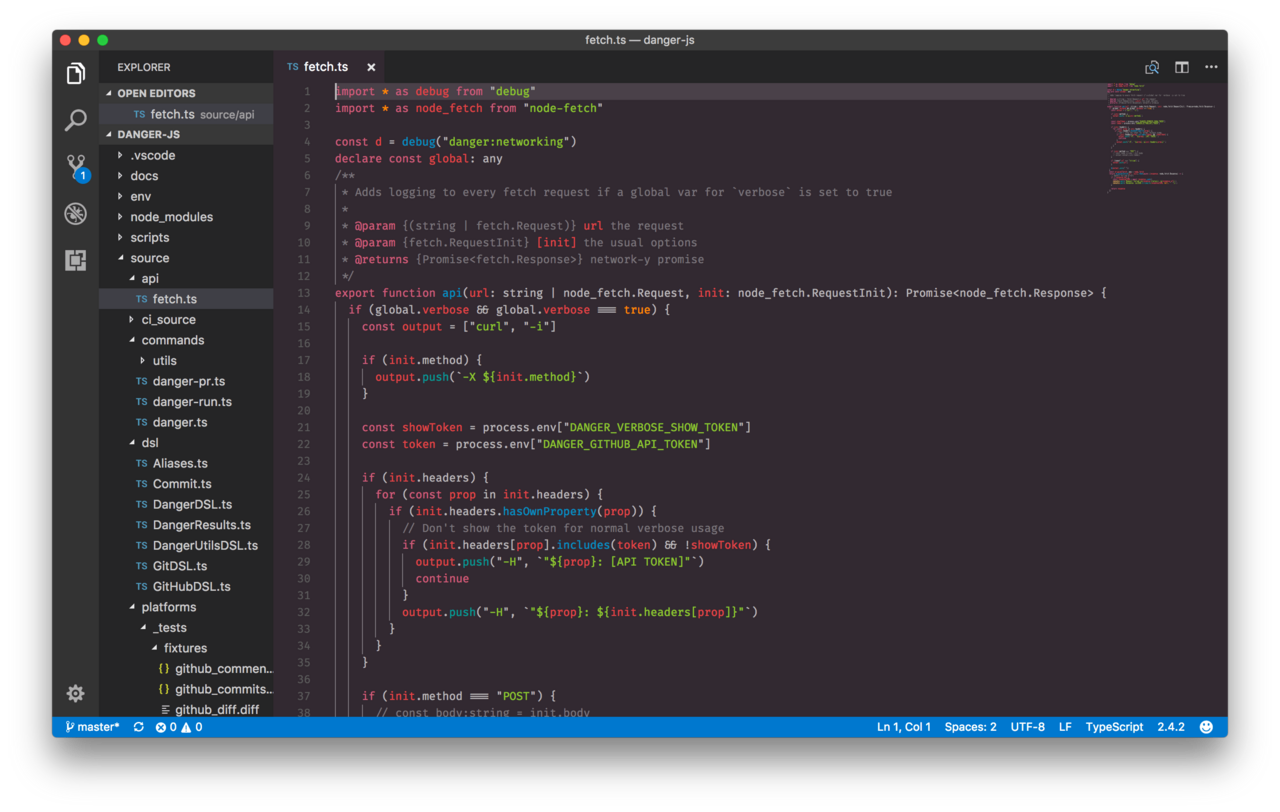 fetch.ts — danger-js
EXPLORER
OPEN EDITORS
TS fetch.ts source/api
DANGER-JS
.vscode
docs
env
node_modules
scripts
source
api
TS fetch.ts
ci_source
commands
utils
TS danger-pr.ts
TS danger-run.ts
TS danger.ts
dsl
TS Aliases.ts
TS Commit.ts
TS DangerDSL.ts
TS DangerResults.ts
TS DangerUtilsDSL.ts
TS GitDSL.ts
TS GitHubDSL.ts
platforms
_tests
fixtures
{} github_commen...
{} github_commits...
github_diff.diff
1
TS fetch.ts ×
1 import * as debug from "debug"
2 import * as node_fetch from "node-fetch"
3
4 const d = debug("danger:networking")
5 declare const global: any
6 /**
7 * Adds logging to every fetch request if a global var for `verbose` is set to true
8 *
9 * @param {(string | fetch.Request)} url the request
10 * @param {fetch.RequestInit} [init] the usual options
11 * @returns {Promise<fetch.Response>} network-y promise
12 */
13 export function api(url: string | node_fetch.Request, init: node_fetch.RequestInit): Promise<node_fetch.Response> {
14 if (global.verbose && global.verbose === true) {
15 const output = ["curl", "-i"]
16
17 if (init.method) {
18 output.push(`-X ${init.method}`)
19 }
20
21 const showToken = process.env["DANGER_VERBOSE_SHOW_TOKEN"]
22 const token = process.env["DANGER_GITHUB_API_TOKEN"]
23
24 if (init.headers) {
25 for (const prop in init.headers) {
26 if (init.headers.hasOwnProperty(prop)) {
27 // Don't show the token for normal verbose usage
28 if (init.headers[prop].includes(token) && !showToken) {
29 output.push("-H", `"${prop}: [API TOKEN]"`)
30 continue
31 }
32 output.push("-H", `"${prop}: ${init.headers[prop]}"`)
33 }
34 }
35 }
36
37 if (init.method === "POST") {
38 // const body:string = init.body
master* 0 0
Ln 1, Col 1 Spaces: 2 UTF-8 LF TypeScript 2.4.2